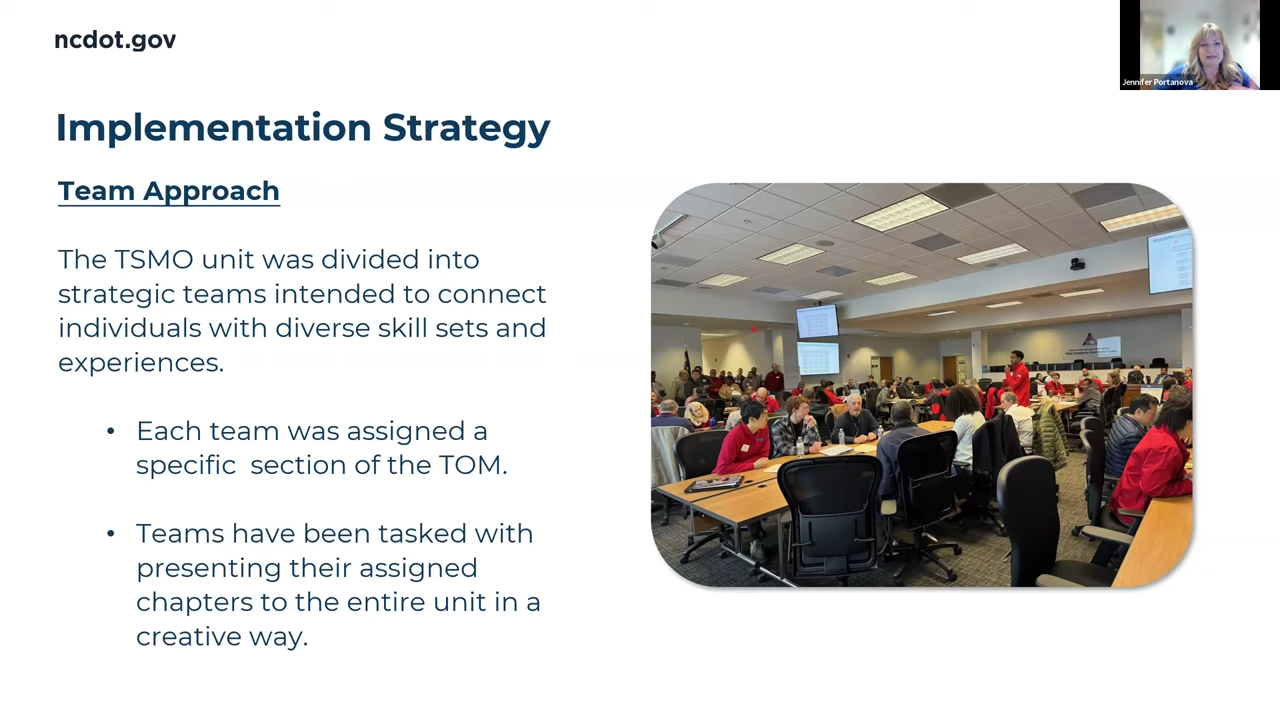 ncdot.gov
Jennifer Portanova
Implementation Strategy
Team Approach
The TSMO unit was divided into
strategic teams intended to connect
individuals with diverse skill sets and
experiences.
• Each team was assigned a
specific  section of the TOM.
• Teams have been tasked with
presenting their assigned
chapters to the entire unit in a
creative way.